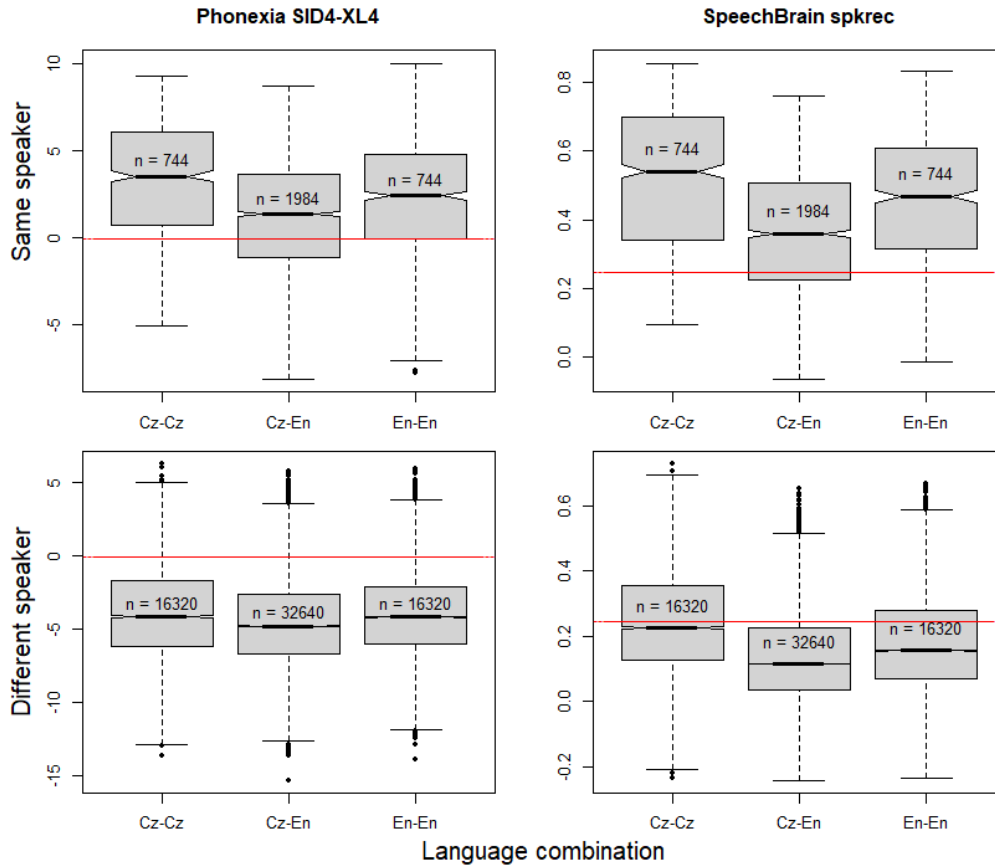 Phonexia SID4-XL4
SpeechBrain spkrec
Same speaker
10
5
0
-5
n = 744
n = 1984
n = 744
Cz-Cz
Cz-En
En-En
0.8
0.6
0.4
0.2
0.0
n = 744
n = 1984
n = 744
Cz-Cz
Cz-En
En-En
Different speaker
5
0
-5
-10
-15
n = 16320
n = 32640
n = 16320
Cz-Cz
Cz-En
En-En
0.6
0.4
0.2
0.0
-0.2
n = 16320
n = 32640
n = 16320
Cz-Cz
Cz-En
En-En
Language combination